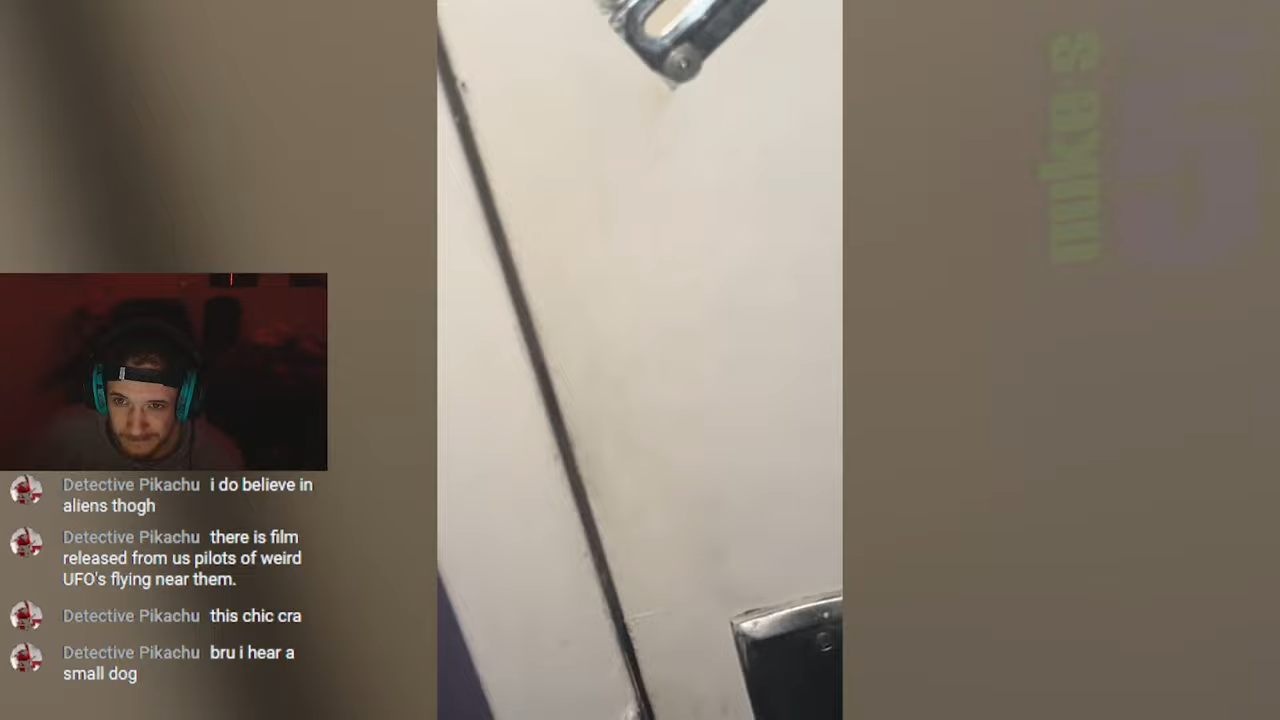 Detective Pikachu i do believe in
aliens thogh
Detective Pikachu there is film
released from us pilots of weird
UFO's flying near them.
Detective Pikachu this chic cra
Detective Pikachu bru i hear a
small dog